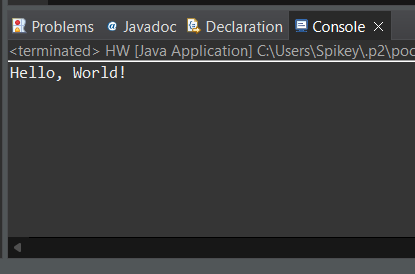 Problems @ Javadoc Declaration Console
<terminated> HW [Java Application] C:\Users\Spikey\.p2\poo
Hello, World!